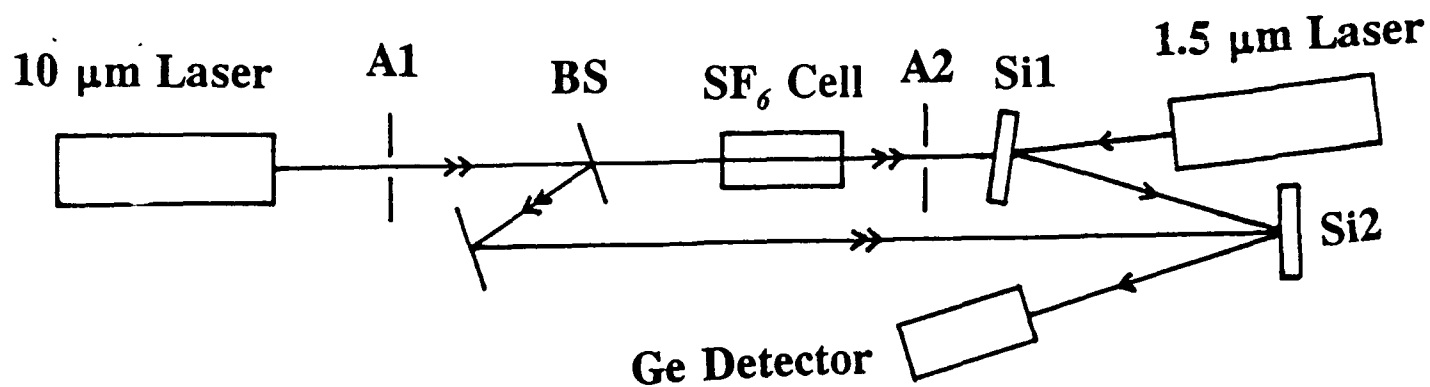 10 μm Laser
A1
BS
SF₆ Cell
A2
Si1
1.5 μm Laser
Si2
Ge Detector